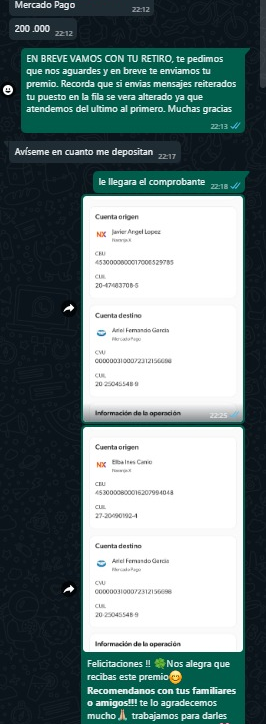 Mercado Pago
22:12
200 .000 22:12
EN BREVE VAMOS CON TU RETIRO, te pedimos
que nos aguardes y en breve te enviamos tu
premio. Recorda que si envias mensajes reiterados
tu puesto en la fila se vera alterado ya que
atendemos del ultimo al primero. Muchas gracias
22:13
Avíseme en cuanto me depositan 22:17
le llegara el comprobante 22:18
Cuenta origen
NX Javier Angel Lopez
Naranja X
CBU
4530000800017006529785
CUIL
20-47483708-5
Cuenta destino
Ariel Fernando Garcia
Mercado Pago
CVU
0000003100072312156698
CUIL
20-25045548-9
Información de la operación
22:25
Cuenta origen
NX Elba Ines Canio
Naranja X
CBU
4530000800016207994048
CUIL
27-20490192-4
Cuenta destino
Ariel Fernando Garcia
Mercado Pago
CVU
0000003100072312156698
CUIL
20-25045548-9
Información de la operación
Felicitaciones !! 🍀Nos alegra que
recibas este premio😊
Recomendanos con tus familiares
o amigos!!! te lo agradecemos
mucho🙏 trabajamos para darles